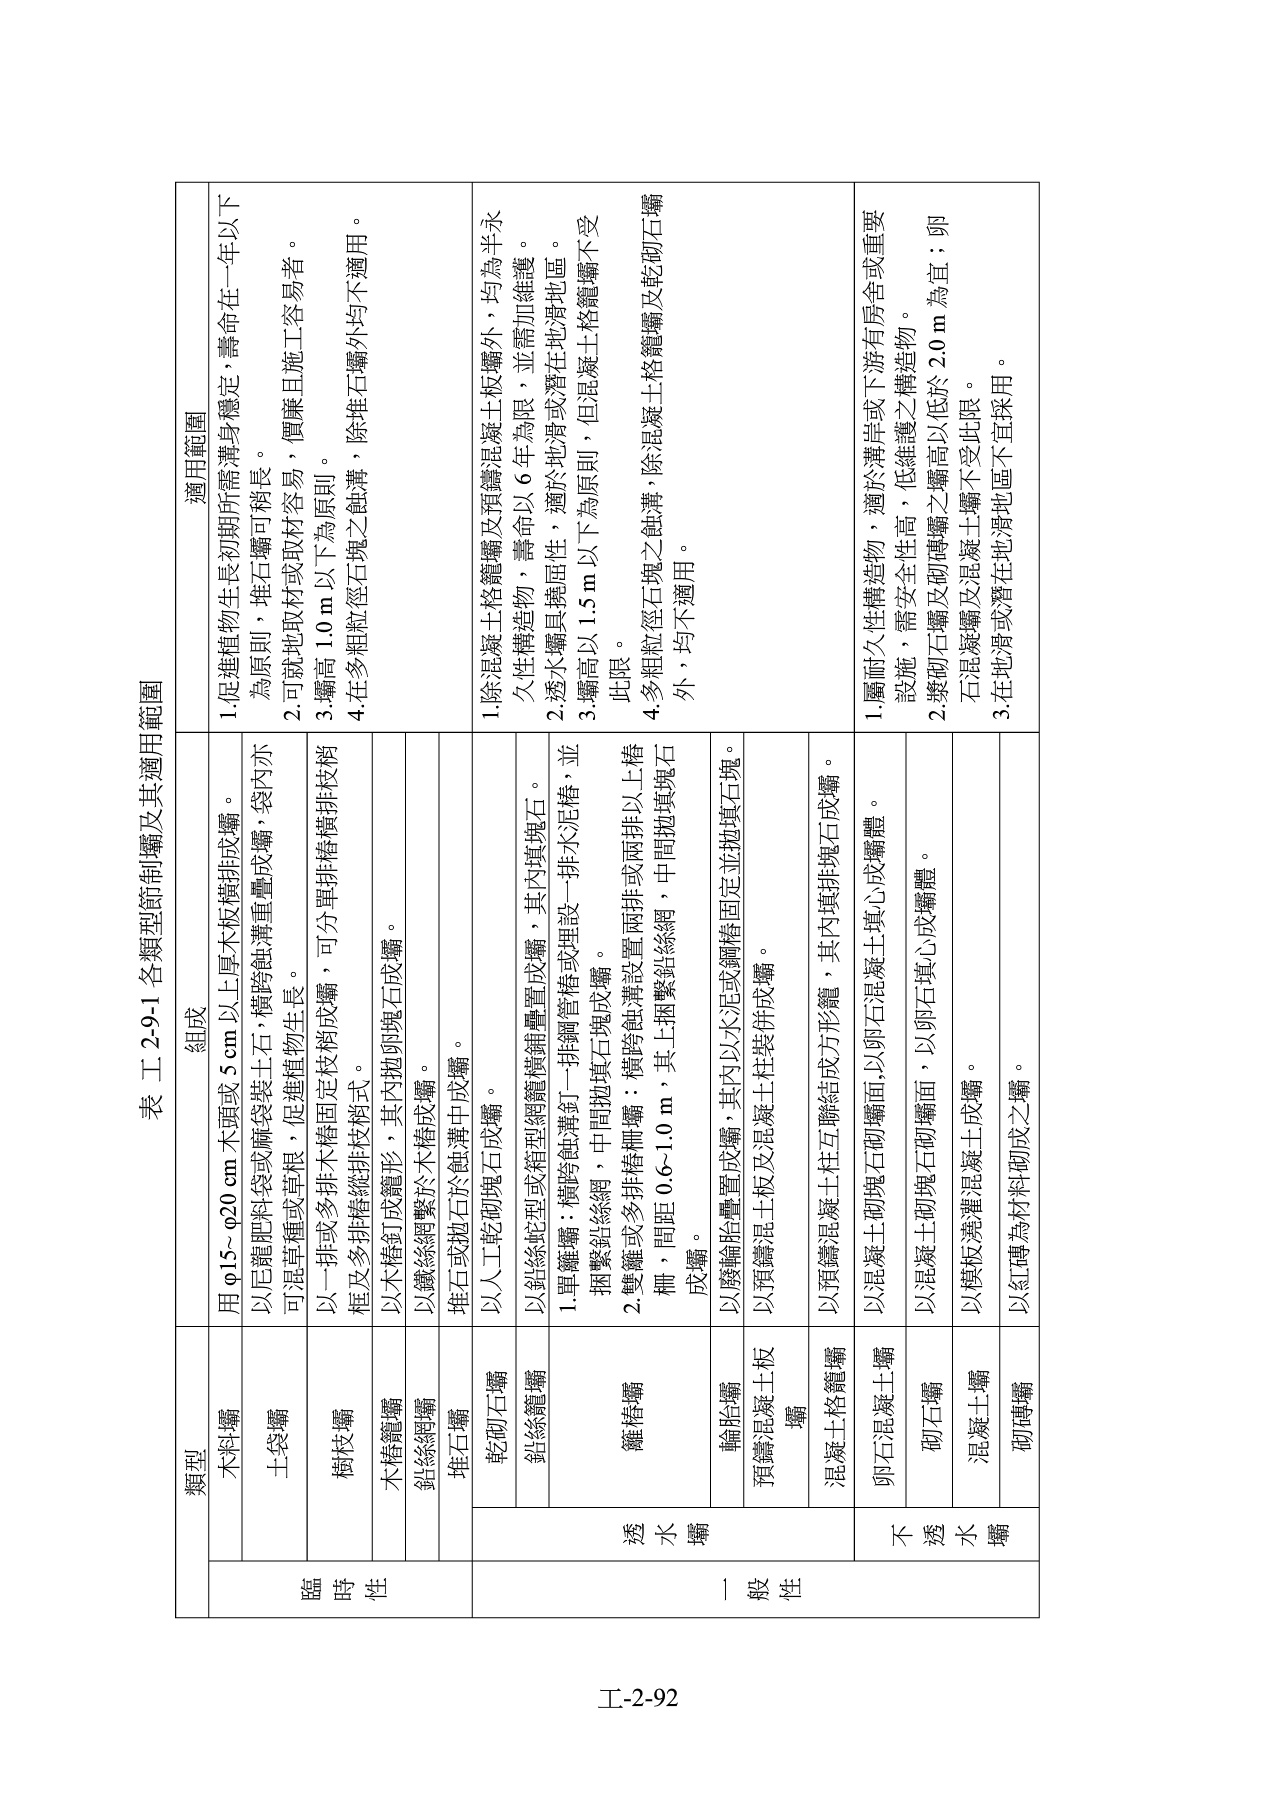 表 工 2-9-1 各類型節制壩及其適用範圍
類型
組成
適用範圍
臨時性
木料壩
用 φ15~ φ20 cm 木頭或 5 cm 以上厚木板橫排成壩。
土袋壩
以尼龍肥料袋或麻袋裝土石，橫跨蝕溝重疊成壩，袋內亦
可混草種或草根，促進植物生長。
樹枝壩
以一排或多排木樁固定枝梢成壩，可分單排樁橫排枝梢
框及多排樁縱排枝梢式。
木樁籠壩
以木樁釘成籠形，其內拋卵塊石成壩。
鉛絲網壩
以鐵絲網繫於木樁成壩。
堆石壩
堆石或拋石於蝕溝中成壩。
1.促進植物生長初期所需溝身穩定，壽命在一年以下
為原則，堆石壩可稍長。
2.可就地取材或取材容易，價廉且施工容易者。
3.壩高 1.0 m 以下為原則。
4.在多粗粒徑石塊之蝕溝，除堆石壩外均不適用。
一般性
透水壩
乾砌石壩
以人工乾砌塊石成壩。
鉛絲籠壩
以鉛絲蛇型或箱型網籠橫鋪疊置成壩，其內填塊石。
籬樁壩
1.單籬壩：橫跨蝕溝釘一排鋼管樁或埋設一排水泥樁，並
捆繫鉛絲網，中間拋填石塊成壩。
2.雙籬或多排樁柵壩：橫跨蝕溝設置兩排或兩排以上樁
柵，間距 0.6~1.0 m，其上捆繫鉛絲網，中間拋填塊石
成壩。
輪胎壩
以廢輪胎疊置成壩，其內以水泥或鋼樁固定並拋填石塊。
預鑄混凝土板
壩
以預鑄混土板及混凝土柱裝併成壩。
混凝土格籠壩
以預鑄混凝土柱互聯結成方形籠，其內填排塊石成壩。
1.除混凝土格籠壩及預鑄混凝土板壩外，均為半永
久性構造物，壽命以 6 年為限，並需加維護。
2.透水壩具撓屈性，適於地滑或潛在地滑地區。
3.壩高以 1.5 m 以下為原則，但混凝土格籠壩不受
此限。
4.多粗粒徑石塊之蝕溝，除混凝土格籠壩及乾砌石壩
外，均不適用。
不透水壩
卵石混凝土壩
以混凝土砌塊石砌壩面,以卵石混凝土填心成壩體。
砌石壩
以混凝土砌塊石砌壩面，以卵石填心成壩體。
混凝土壩
以模板澆灌混凝土成壩。
砌磚壩
以紅磚為材料砌成之壩。
1.屬耐久性構造物，適於溝岸或下游有房舍或重要
設施，需安全性高，低維護之構造物。
2.漿砌石壩及砌磚壩之壩高以低於 2.0 m 為宜；卵
石混凝壩及混凝土壩不受此限。
3.在地滑或潛在地滑地區不宜採用。
工-2-92